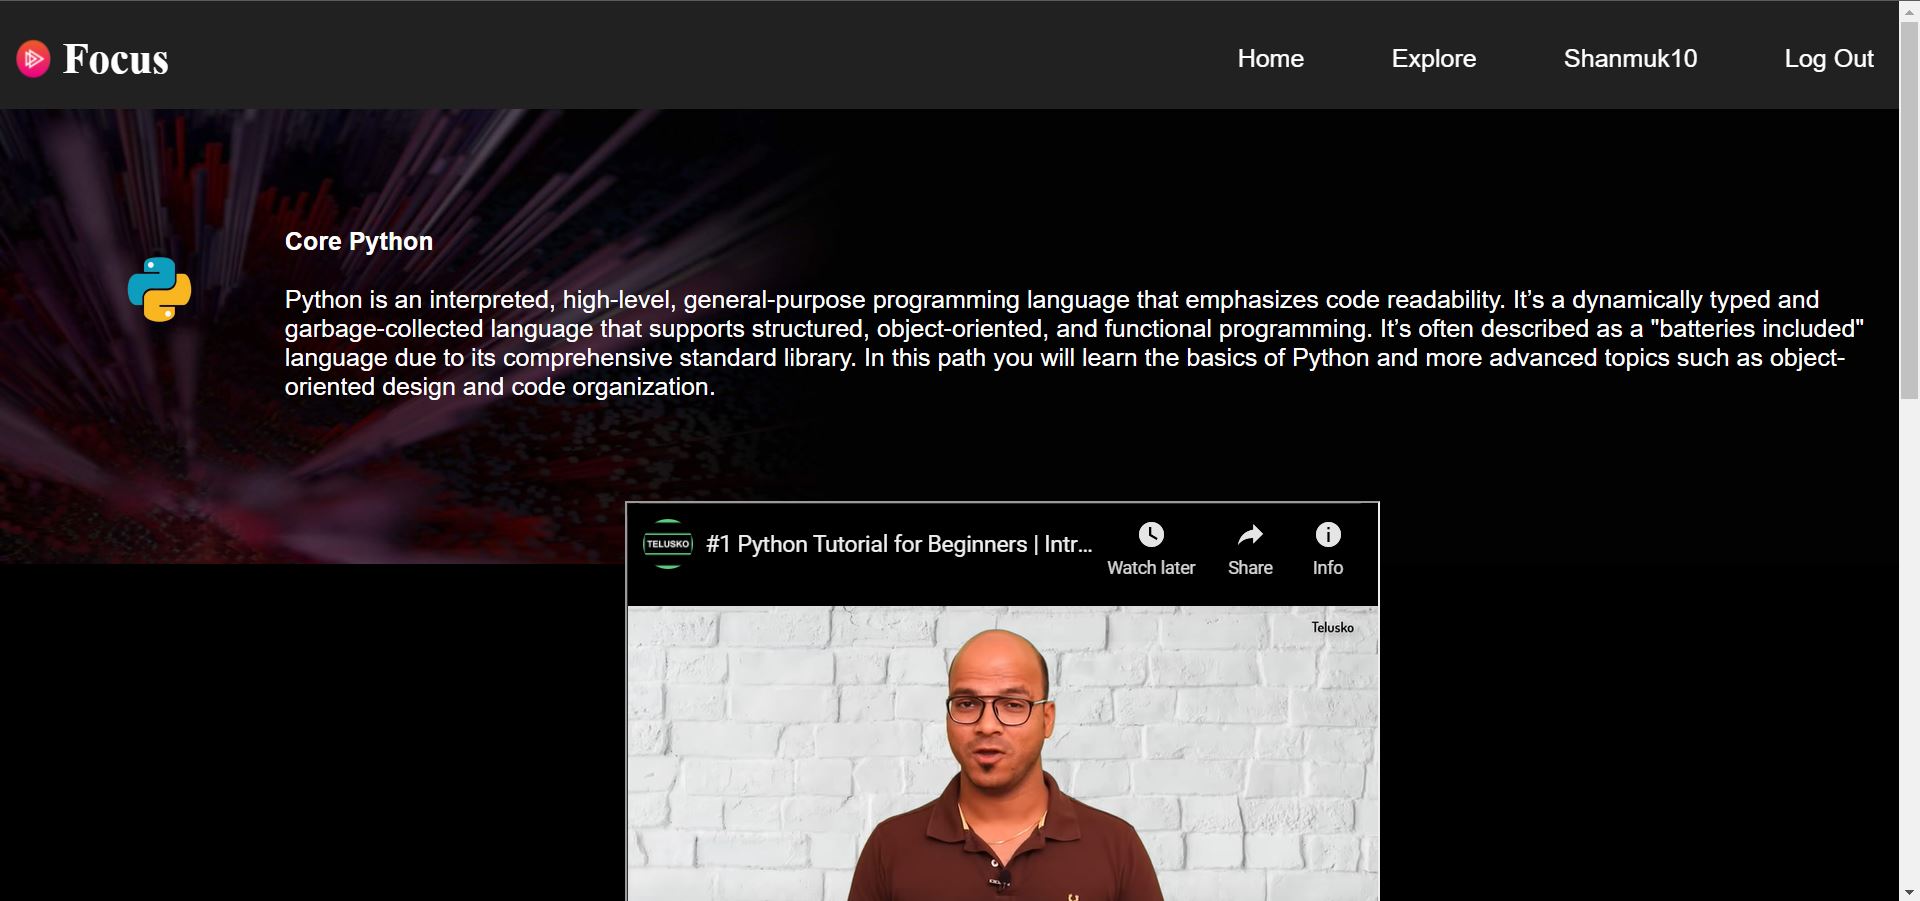 Focus
Home
Explore
Shanmuk10
Log Out
Core Python
Python is an interpreted, high-level, general-purpose programming language that emphasizes code readability. It’s a dynamically typed and
garbage-collected language that supports structured, object-oriented, and functional programming. It’s often described as a "batteries included"
language due to its comprehensive standard library. In this path you will learn the basics of Python and more advanced topics such as object-
oriented design and code organization.
TELUSKO
#1 Python Tutorial for Beginners | Intr...
Watch later
Share
Info
Telusko